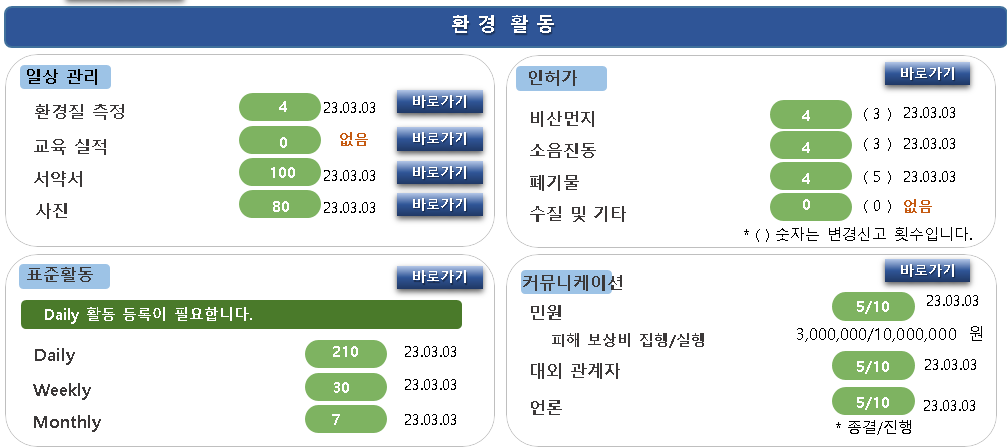 환 경 활 동
일상 관리
환경질 측정 4 23.03.03 바로가기
교육 실적 0 없음 바로가기
서약서 100 23.03.03 바로가기
사진 80 23.03.03 바로가기
인허가 바로가기
비산먼지 4 ( 3 ) 23.03.03
소음진동 4 ( 3 ) 23.03.03
폐기물 4 ( 5 ) 23.03.03
수질 및 기타 0 ( 0 ) 없음
* ( ) 숫자는 변경신고 횟수입니다.
표준활동 바로가기
Daily 활동 등록이 필요합니다.
Daily 210 23.03.03
Weekly 30 23.03.03
Monthly 7 23.03.03
커뮤니케이션 바로가기
민원 5/10 23.03.03
피해 보상비 집행/실행 3,000,000/10,000,000 원
대외 관계자 5/10 23.03.03
언론 5/10 23.03.03
* 종결/진행